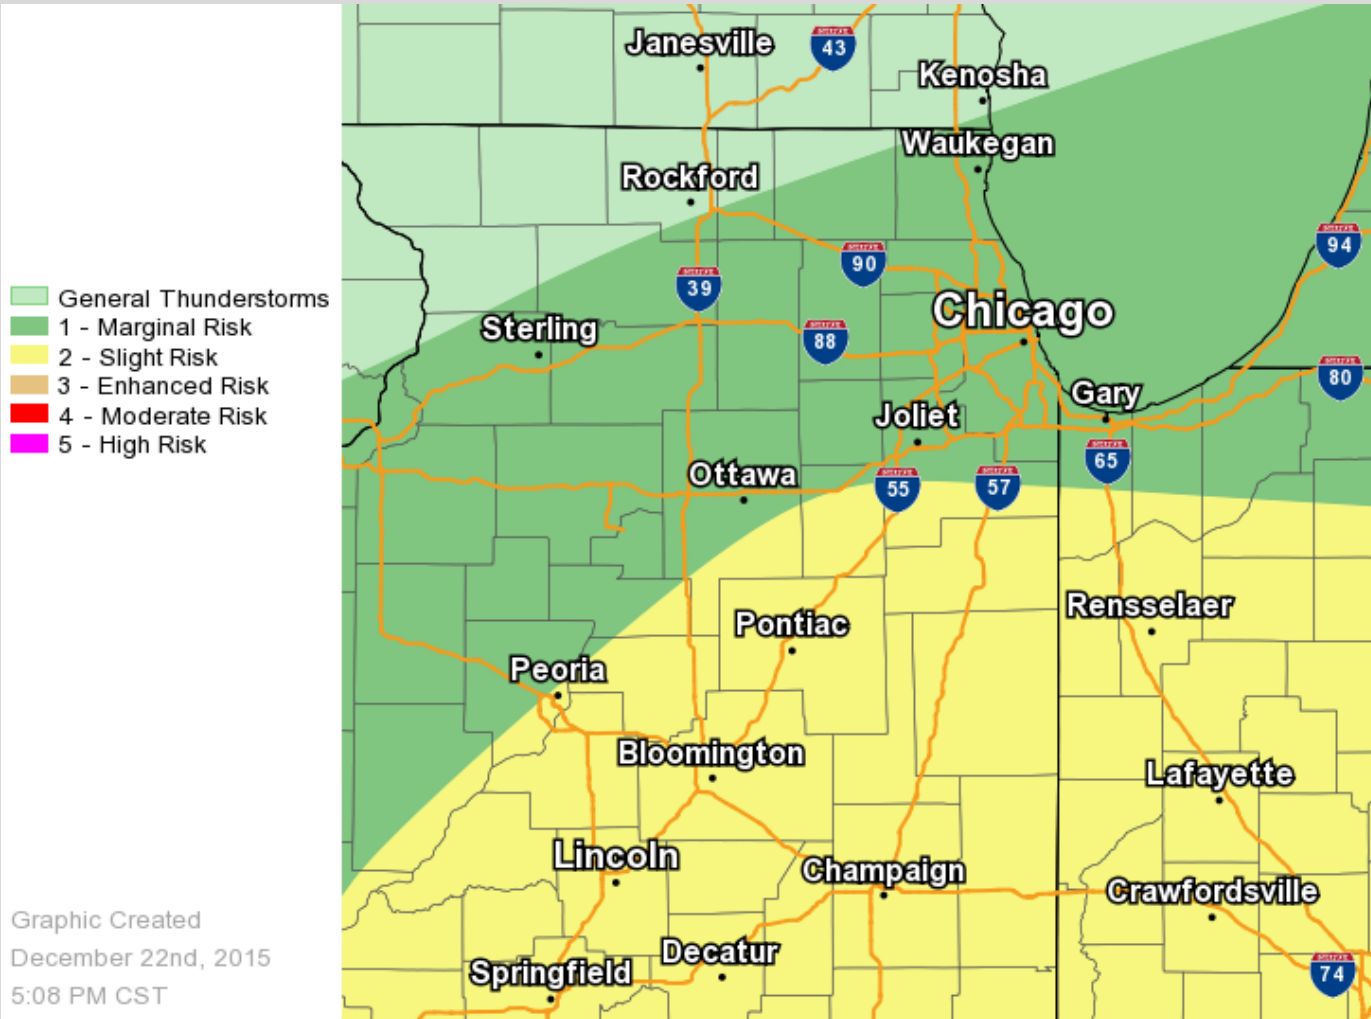 Janesville
43
Kenosha
Waukegan
Rockford
94
90
39
General Thunderstorms
1 - Marginal Risk
2 - Slight Risk
3 - Enhanced Risk
4 - Moderate Risk
5 - High Risk
Chicago
Sterling
88
80
Gary
Joliet
65
Ottawa
55
57
Rensselaer
Pontiac
Peoria
Bloomington
Lafayette
Lincoln
Champaign
Crawfordsville
Graphic Created
December 22nd, 2015
5:08 PM CST
Decatur
Springfield
74